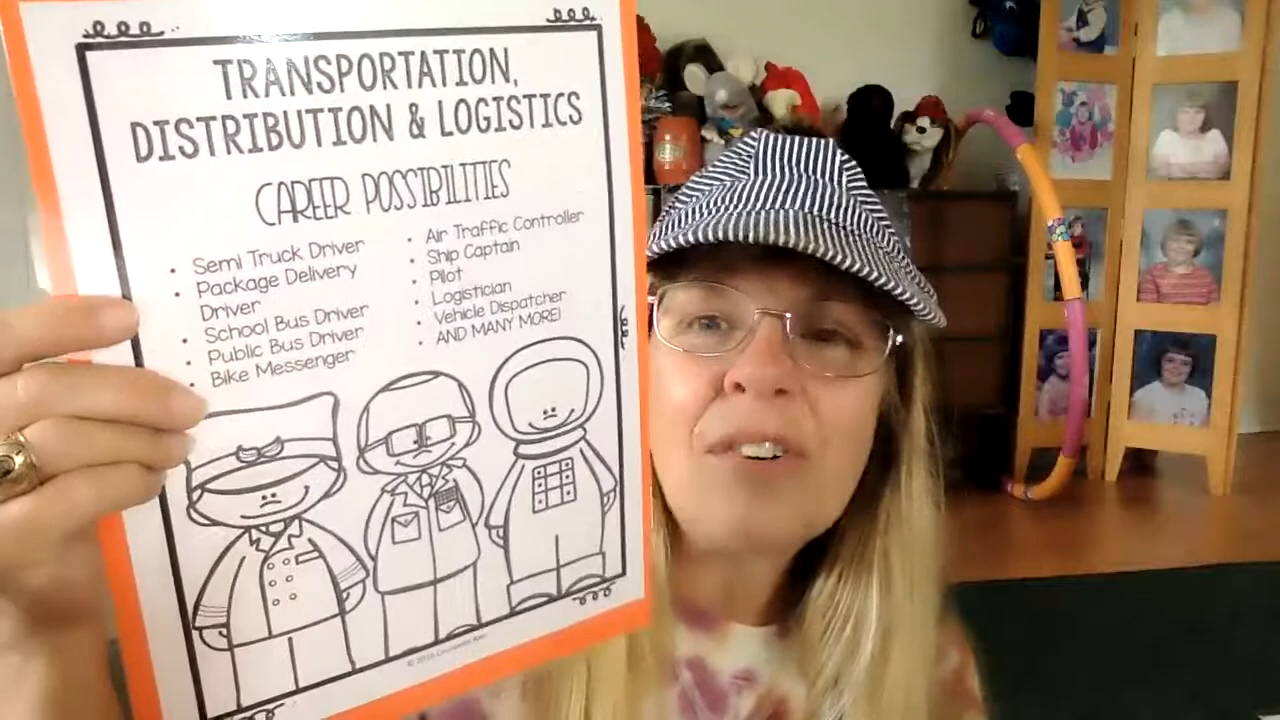 TRANSPORTATION,
DISTRIBUTION & LOGISTICS
CAREER POSSIBILITIES
• Semi Truck Driver
• Package Delivery
Driver
• School Bus Driver
• Public Bus Driver
• Bike Messenger
• Air Traffic Controller
• Ship Captain
• Pilot
• Logistician
• Vehicle Dispatcher
• AND MANY MORE!